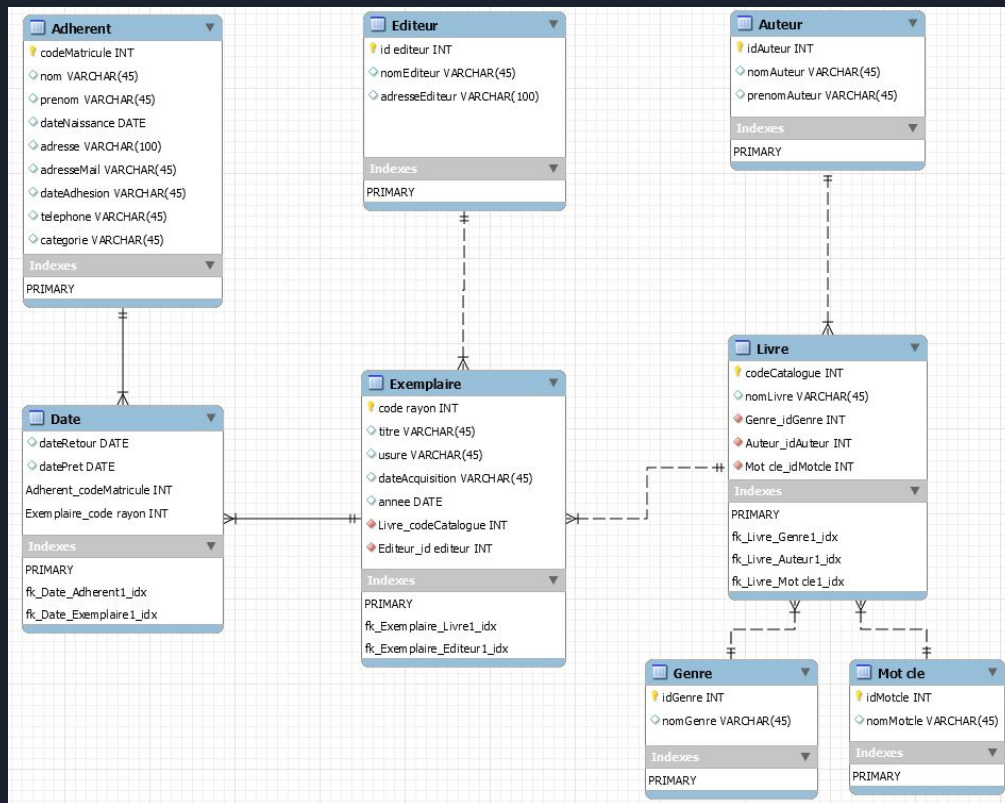 Adherent
codeMatricule INT
nom VARCHAR(45)
prenom VARCHAR(45)
dateNaissance DATE
adresse VARCHAR(100)
adresseMail VARCHAR(45)
dateAdhesion VARCHAR(45)
telephone VARCHAR(45)
categorie VARCHAR(45)
Indexes
PRIMARY
Editeur
id editeur INT
nomEditeur VARCHAR(45)
adresseEditeur VARCHAR(100)
Indexes
PRIMARY
Auteur
idAuteur INT
nomAuteur VARCHAR(45)
prenomAuteur VARCHAR(45)
Indexes
PRIMARY
Date
dateRetour DATE
datePret DATE
Adherent_codeMatricule INT
Exemplaire_code rayon INT
Indexes
PRIMARY
fk_Date_Adherent1_idx
fk_Date_Exemplaire1_idx
Exemplaire
code rayon INT
titre VARCHAR(45)
usure VARCHAR(45)
dateAcquisition VARCHAR(45)
annee DATE
Livre_codeCatalogue INT
Editeur_id editeur INT
Indexes
PRIMARY
fk_Exemplaire_Livre1_idx
fk_Exemplaire_Editeur1_idx
Livre
codeCatalogue INT
nomLivre VARCHAR(45)
Genre_idGenre INT
Auteur_idAuteur INT
Mot cle_idMotcle INT
Indexes
PRIMARY
fk_Livre_Genre1_idx
fk_Livre_Auteur1_idx
fk_Livre_Mot cle1_idx
Genre
idGenre INT
nomGenre VARCHAR(45)
Indexes
PRIMARY
Mot cle
idMotcle INT
nomMotcle VARCHAR(45)
Indexes
PRIMARY